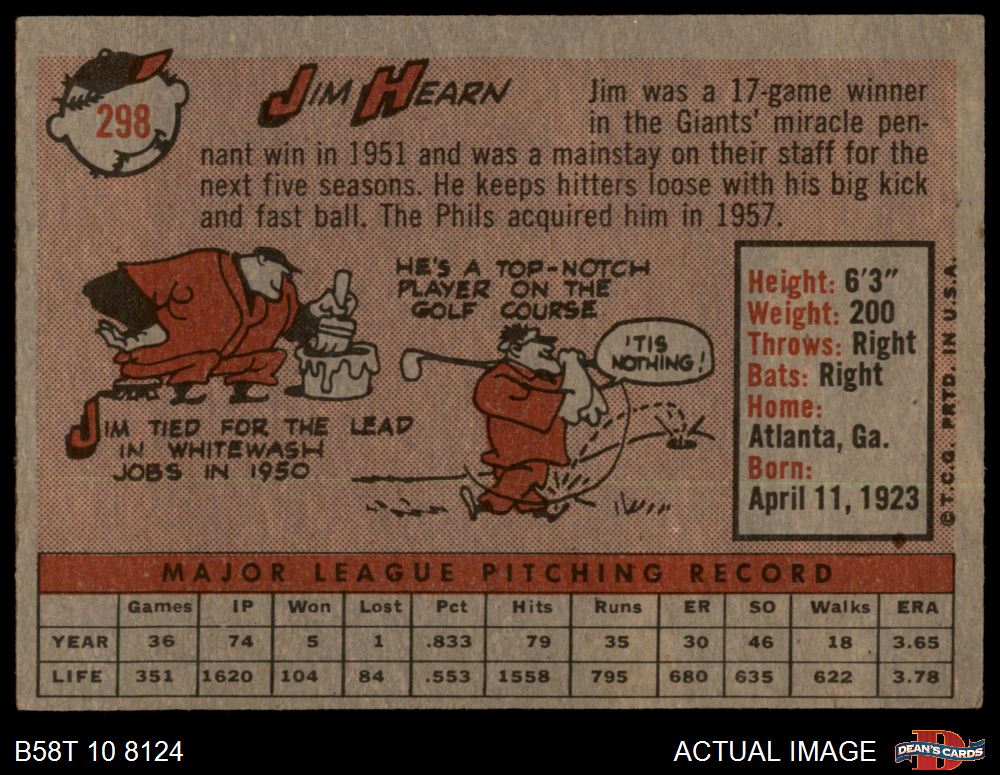 298
JIM HEARN
Jim was a 17-game winner
in the Giants' miracle pen-
nant win in 1951 and was a mainstay on their staff for the
next five seasons. He keeps hitters loose with his big kick
and fast ball. The Phils acquired him in 1957.
JIM TIED FOR THE LEAD
IN WHITEWASH
JOBS IN 1950
HE'S A TOP-NOTCH
PLAYER ON THE
GOLF COURSE
'TIS
NOTHING!
Height: 6'3"
Weight: 200
Throws: Right
Bats: Right
Home:
Atlanta, Ga.
Born:
April 11, 1923
© T.C.G. PRTD. IN U.S.A.
MAJOR LEAGUE PITCHING RECORD
Games IP Won Lost Pct Hits Runs ER SO Walks ERA
YEAR 36 74 5 1 .833 79 35 30 46 18 3.65
LIFE 351 1620 104 84 .553 1558 795 680 635 622 3.78
B58T 10 8124
ACTUAL IMAGE
D
DEAN'S CARDS